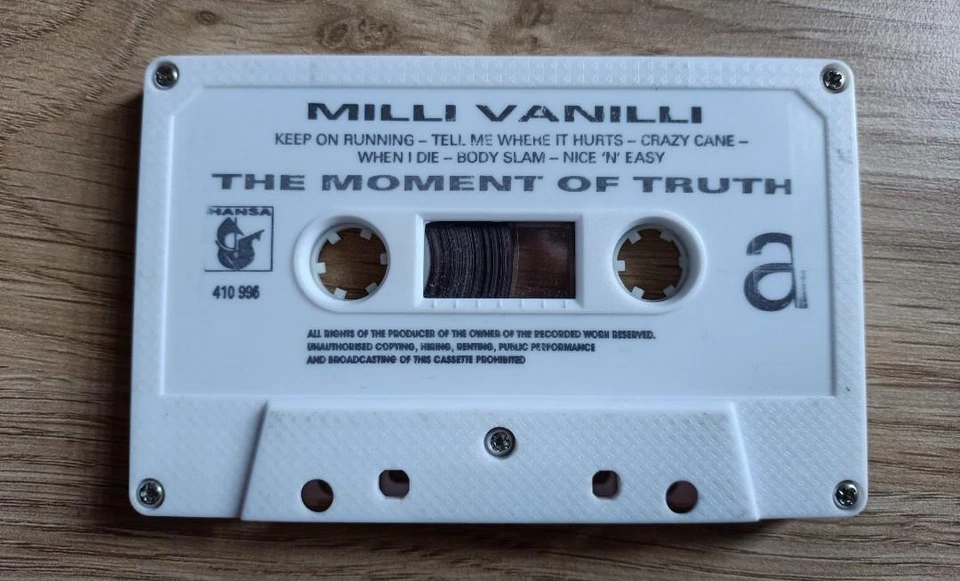 MILLI VANILLI
KEEP ON RUNNING – TELL ME WHERE IT HURTS – CRAZY CANE –
WHEN I DIE – BODY SLAM – NICE 'N' EASY
THE MOMENT OF TRUTH
HANSA
410 996
a
ALL RIGHTS OF THE PRODUCER OF THE OWNER OF THE RECORDED WORK RESERVED.
UNAUTHORISED COPYING, HIRING, RENTING, PUBLIC PERFORMANCE
AND BROADCASTING OF THIS CASSETTE PROHIBITED